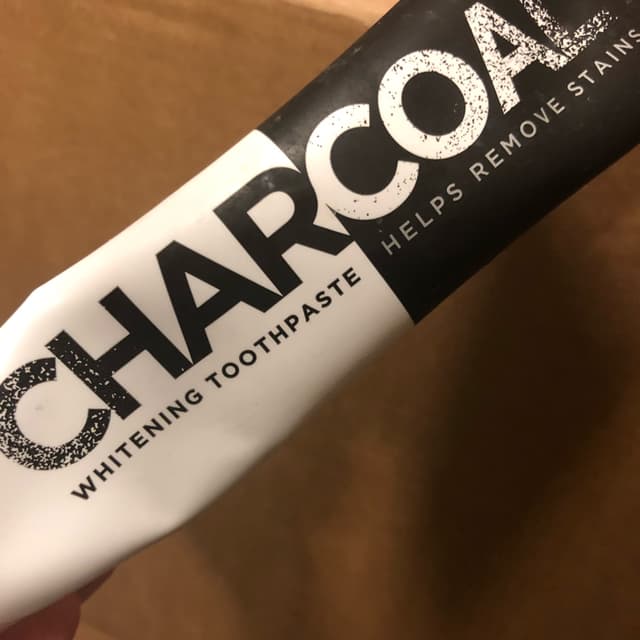 CHARCOAL
WHITENING TOOTHPASTE
HELPS REMOVE STAINS